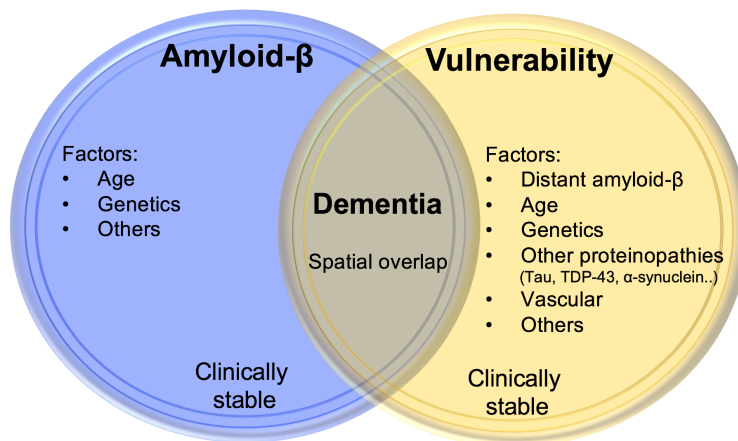 Amyloid-β
Factors:
• Age
• Genetics
• Others
Clinically
stable
Dementia
Spatial overlap
Vulnerability
Factors:
• Distant amyloid-β
• Age
• Genetics
• Other proteinopathies
(Tau, TDP-43, α-synuclein..)
• Vascular
• Others
Clinically
stable